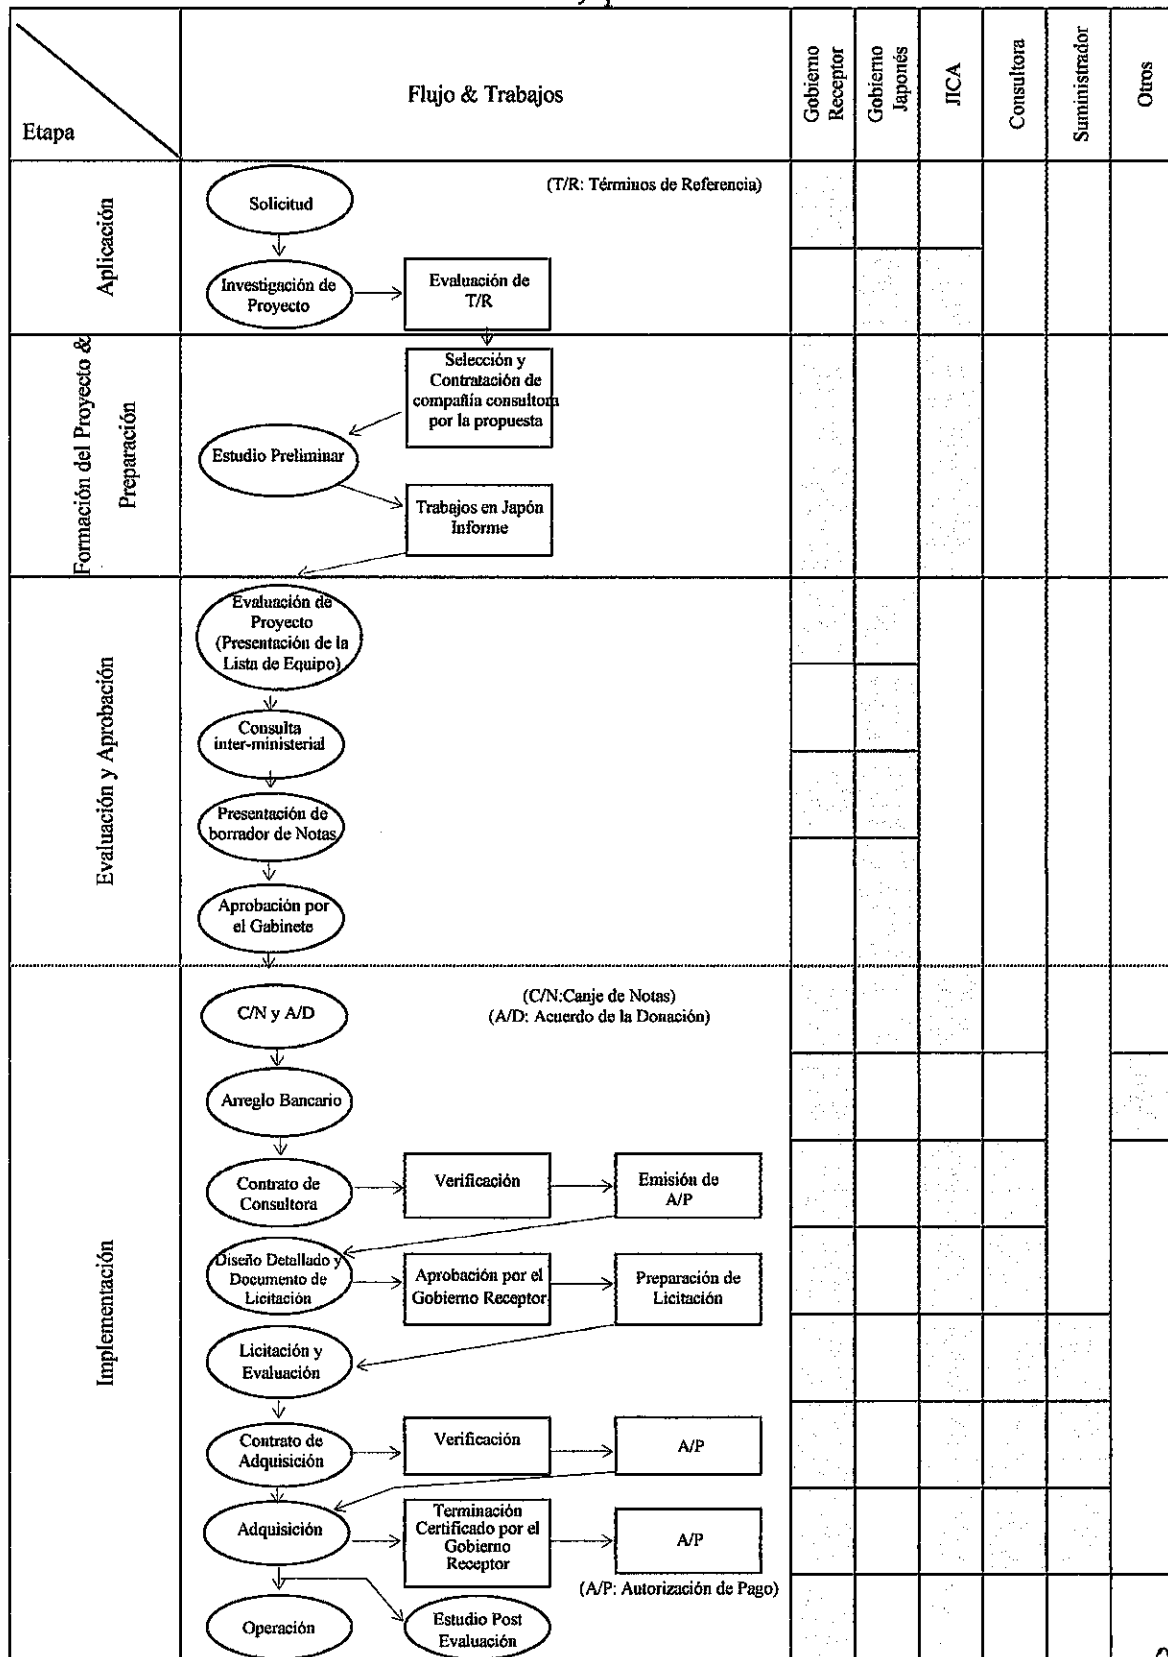 Etapa
Flujo & Trabajos
Gobierno
Receptor
Gobierno
Japonés
JICA
Consultora
Suministrador
Otros
Aplicación
(T/R: Términos de Referencia)
Solicitud
Investigación de
Proyecto
Evaluación de
T/R
Formación del Proyecto &
Preparación
Selección y
Contratación de
compañía consultora
por la propuesta
Estudio Preliminar
Trabajos en Japón
Informe
Evaluación y Aprobación
Evaluación de
Proyecto
(Presentación de la
Lista de Equipo)
Consulta
inter-ministerial
Presentación de
borrador de Notas
Aprobación por
el Gabinete
Implementación
(C/N:Canje de Notas)
(A/D: Acuerdo de la Donación)
C/N y A/D
Arreglo Bancario
Contrato de
Consultora
Verificación
Emisión de
A/P
Diseño Detallado y
Documento de
Licitación
Aprobación por el
Gobierno Receptor
Preparación de
Licitación
Licitación y
Evaluación
Contrato de
Adquisición
Verificación
A/P
Adquisición
Terminación
Certificado por el
Gobierno
Receptor
A/P
(A/P: Autorización de Pago)
Operación
Estudio Post
Evaluación